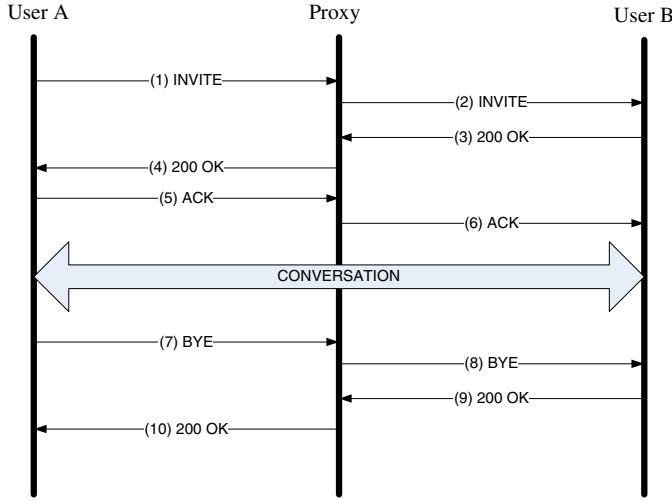 User A
Proxy
User B
(1) INVITE
(2) INVITE
(3) 200 OK
(4) 200 OK
(5) ACK
(6) ACK
CONVERSATION
(7) BYE
(8) BYE
(9) 200 OK
(10) 200 OK